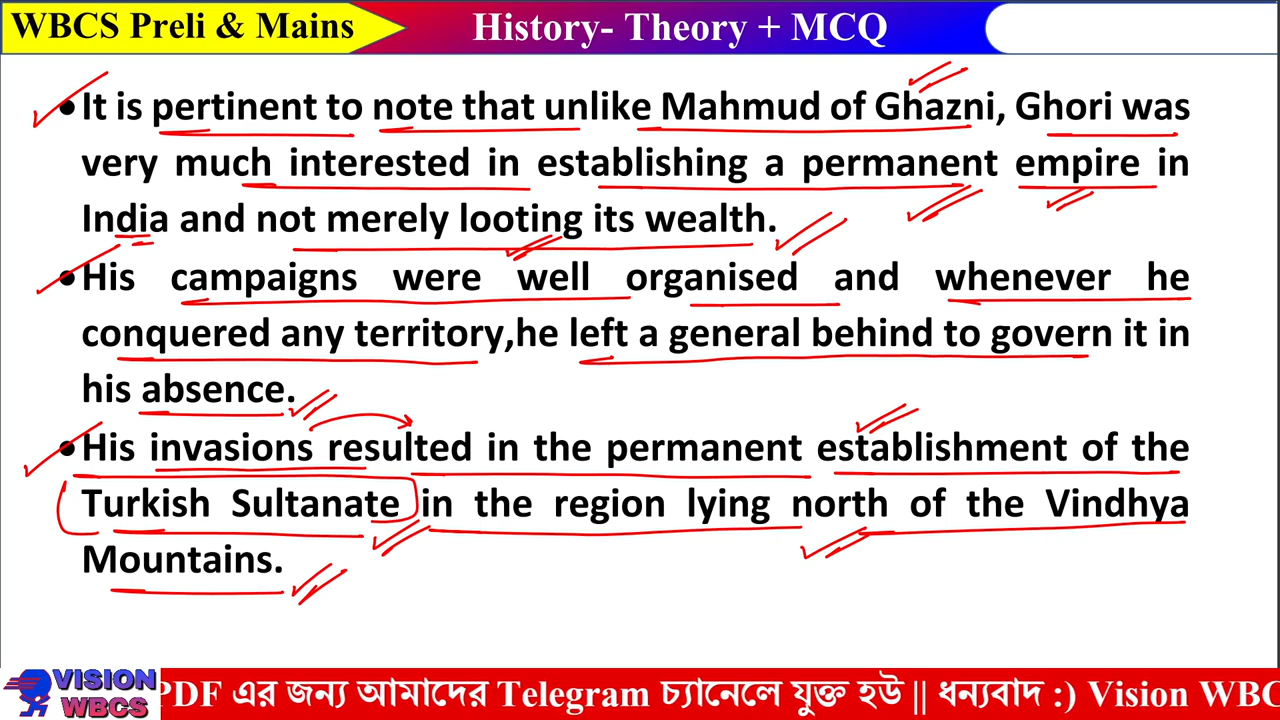 WBCS Preli & Mains
History- Theory + MCQ
•It is pertinent to note that unlike Mahmud of Ghazni, Ghori was
very much interested in establishing a permanent empire in
India and not merely looting its wealth.
•His campaigns were well organised and whenever he
conquered any territory,he left a general behind to govern it in
his absence.
•His invasions resulted in the permanent establishment of the
Turkish Sultanate in the region lying north of the Vindhya
Mountains.
VISION
WBCS
PDF এর জন্য আমাদের Telegram চ্যানেলে যুক্ত হউ || ধন্যবাদ :) Vision WBC